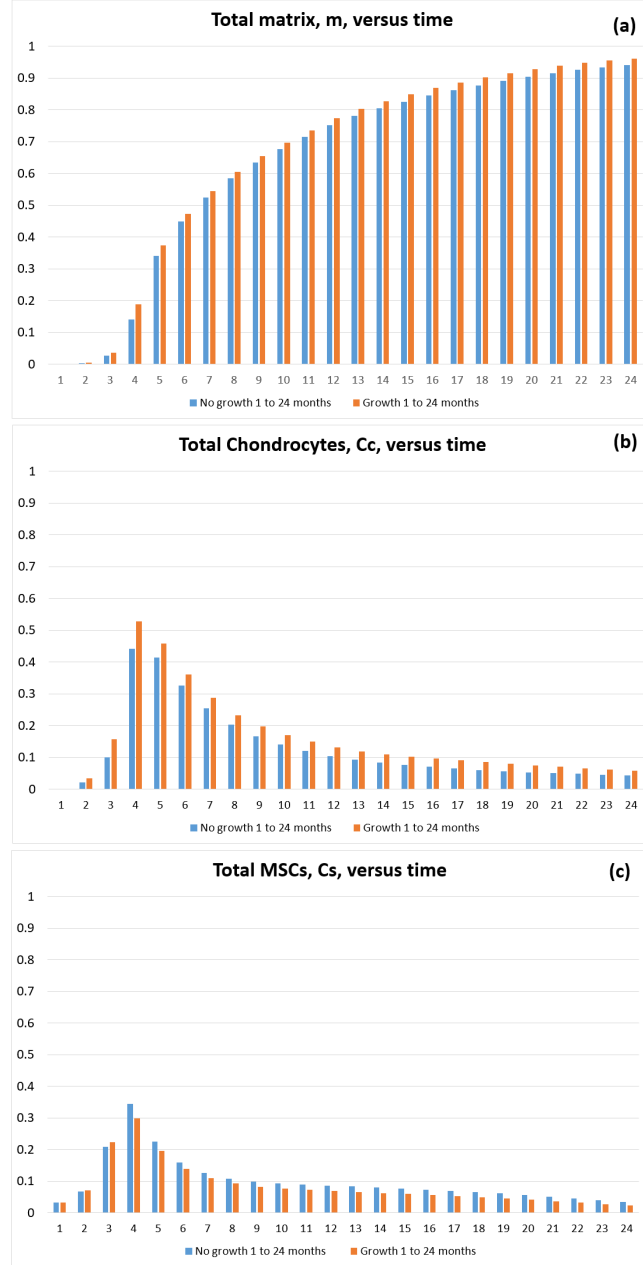 Total matrix, m, versus time
(a)
1
0.9
0.8
0.7
0.6
0.5
0.4
0.3
0.2
0.1
0
1 2 3 4 5 6 7 8 9 10 11 12 13 14 15 16 17 18 19 20 21 22 23 24
No growth 1 to 24 months Growth 1 to 24 months
Total Chondrocytes, Cc, versus time
(b)
1
0.9
0.8
0.7
0.6
0.5
0.4
0.3
0.2
0.1
0
1 2 3 4 5 6 7 8 9 10 11 12 13 14 15 16 17 18 19 20 21 22 23 24
No growth 1 to 24 months Growth 1 to 24 months
Total MSCs, Cs, versus time
(c)
1
0.9
0.8
0.7
0.6
0.5
0.4
0.3
0.2
0.1
0
1 2 3 4 5 6 7 8 9 10 11 12 13 14 15 16 17 18 19 20 21 22 23 24
No growth 1 to 24 months Growth 1 to 24 months